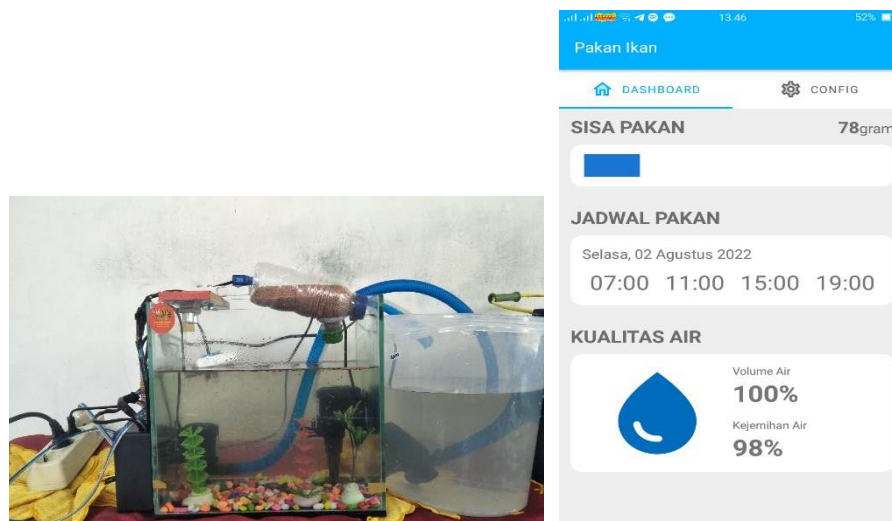 13.46
52%
Pakan Ikan
DASHBOARD
CONFIG
SISA PAKAN
78gram
JADWAL PAKAN
Selasa, 02 Agustus 2022
07:00 11:00 15:00 19:00
KUALITAS AIR
Volume Air
100%
Kejernihan Air
98%